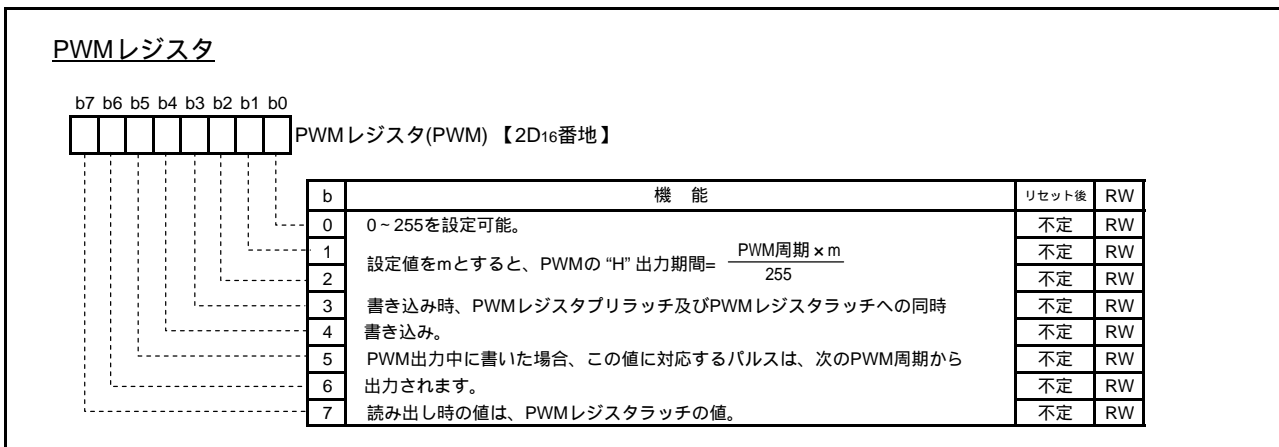 PWMレジスタ
b7 b6 b5 b4 b3 b2 b1 b0
PWMレジスタ(PWM) 【2D16番地】
b 機 能 リセット後 RW
0 0~255を設定可能。 不定 RW
1 不定 RW
設定値をmとすると、PWMの “H” 出力期間= PWM周期×m / 255
2 不定 RW
3 書き込み時、PWMレジスタプリラッチ及びPWMレジスタラッチへの同時 不定 RW
4 書き込み。 不定 RW
5 PWM出力中に書いた場合、この値に対応するパルスは、次のPWM周期から 不定 RW
6 出力されます。 不定 RW
7 読み出し時の値は、PWMレジスタラッチの値。 不定 RW